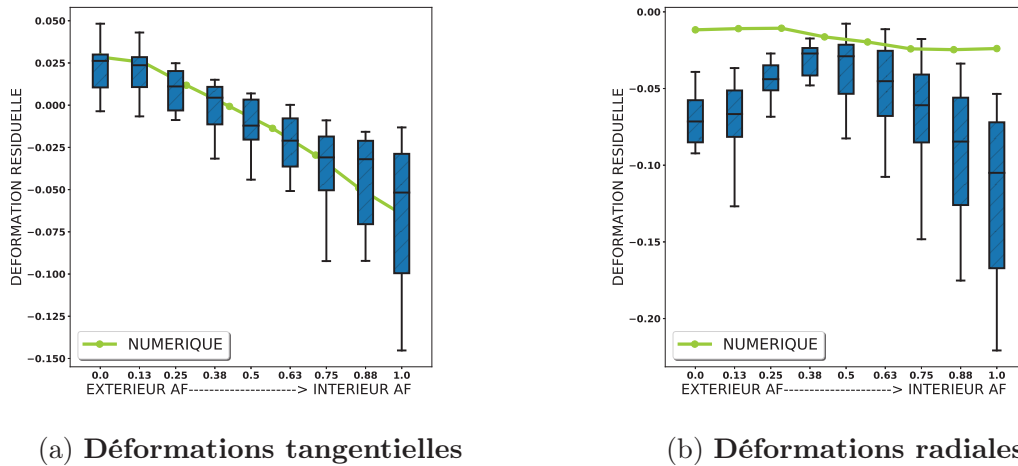 0.050
0.025
0.000
−0.025
−0.050
−0.075
−0.100
−0.125
−0.150
DEFORMATION RESIDUELLE
NUMERIQUE
0.0 0.13 0.25 0.38 0.5 0.63 0.75 0.88 1.0
EXTERIEUR AF----------------------> INTERIEUR AF
(a) Déformations tangentielles
−0.00
−0.05
−0.10
−0.15
−0.20
DEFORMATION RESIDUELLE
NUMERIQUE
0.0 0.13 0.25 0.38 0.5 0.63 0.75 0.88 1.0
EXTERIEUR AF----------------------> INTERIEUR AF
(b) Déformations radiales